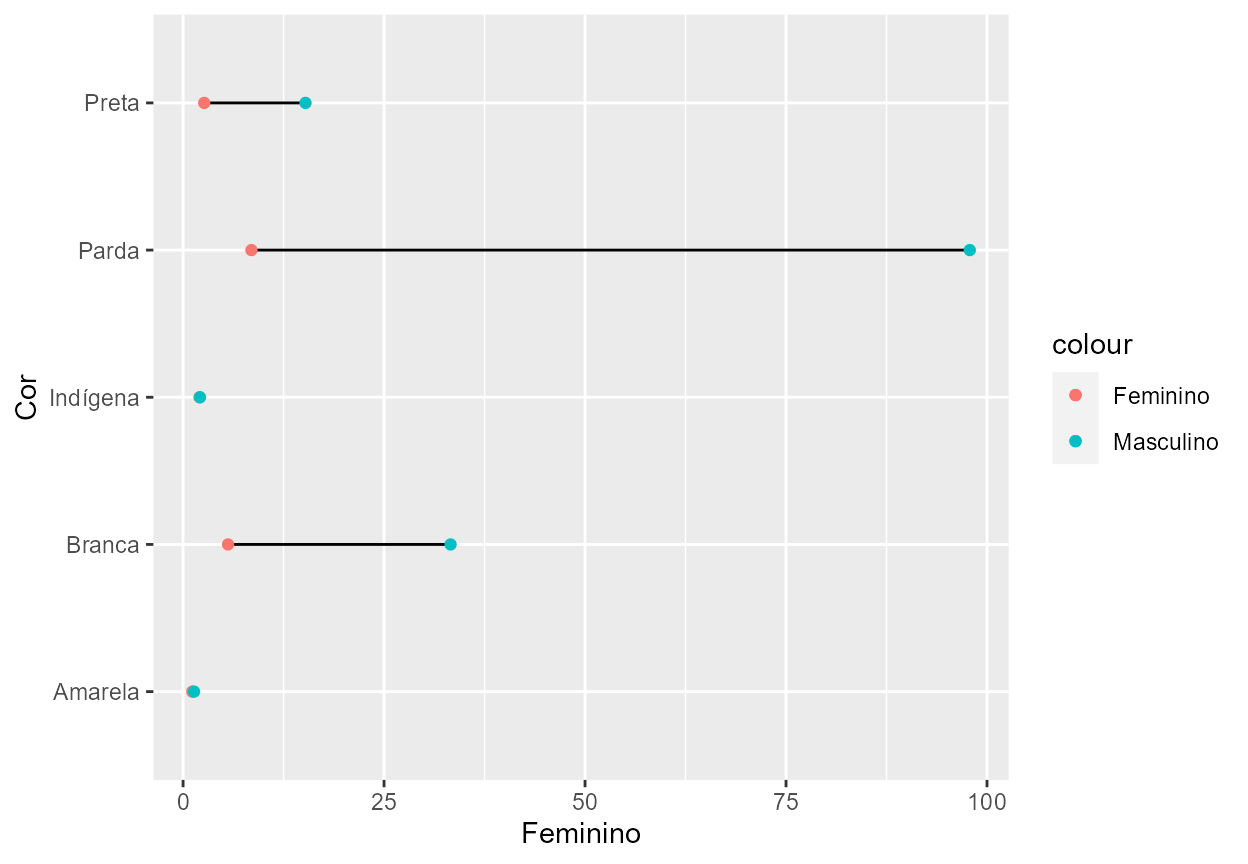 Preta
Parda
Indígena
Branca
Amarela
Cor
0 25 50 75 100
Feminino
colour
Feminino
Masculino